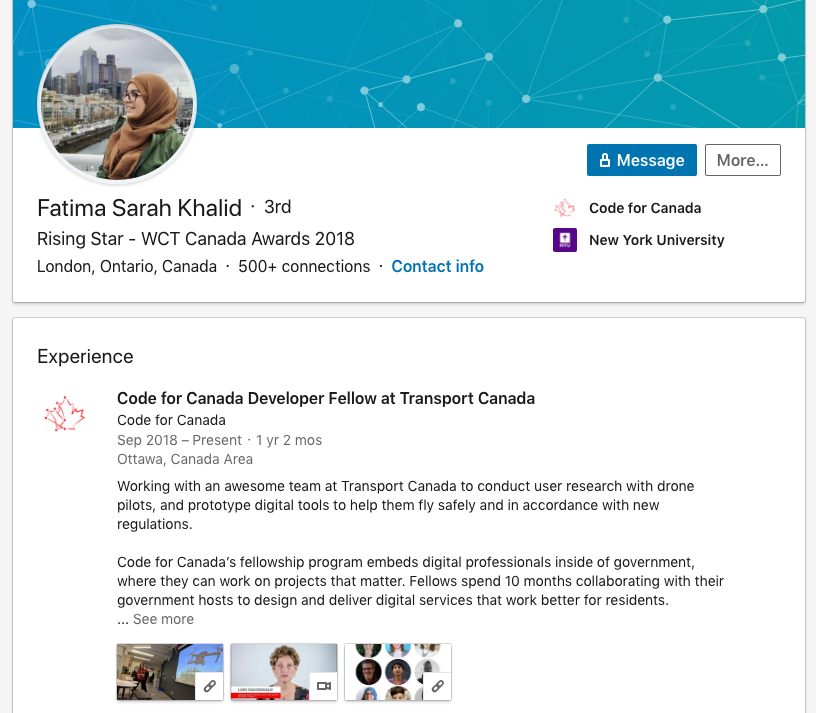 Message
More...
Fatima Sarah Khalid · 3rd
Rising Star - WCT Canada Awards 2018
London, Ontario, Canada · 500+ connections · Contact info
Code for Canada
New York University
Experience
Code for Canada Developer Fellow at Transport Canada
Code for Canada
Sep 2018 – Present · 1 yr 2 mos
Ottawa, Canada Area
Working with an awesome team at Transport Canada to conduct user research with drone
pilots, and prototype digital tools to help them fly safely and in accordance with new
regulations.
Code for Canada’s fellowship program embeds digital professionals inside of government,
where they can work on projects that matter. Fellows spend 10 months collaborating with their
government hosts to design and deliver digital services that work better for residents.
... See more